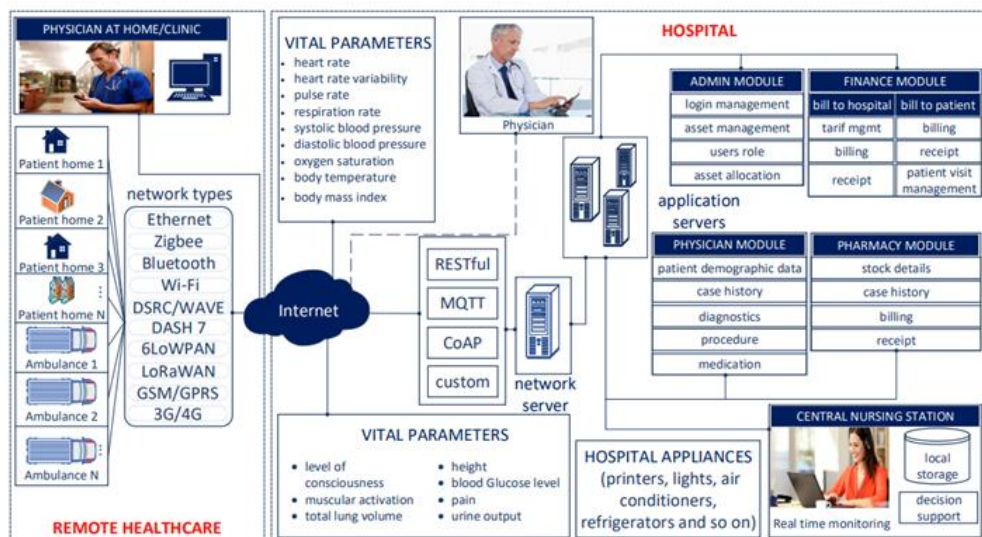 PHYSICIAN AT HOME/CLINIC
Patient home 1
Patient home 2
Patient home 3
Patient home N
Ambulance 1
Ambulance 2
Ambulance N
network types
Ethernet
Zigbee
Bluetooth
Wi-Fi
DSRC/WAVE
DASH 7
6LoWPAN
LoRaWAN
GSM/GPRS
3G/4G
REMOTE HEALTHCARE
VITAL PARAMETERS
• heart rate
• heart rate variability
• pulse rate
• respiration rate
• systolic blood pressure
• diastolic blood pressure
• oxygen saturation
• body temperature
• body mass index
Physician
HOSPITAL
Internet
RESTful
MQTT
CoAP
custom
network
server
application
servers
ADMIN MODULE
login management
asset management
users role
asset allocation
FINANCE MODULE
bill to hospital
bill to patient
tarif mgmt
billing
billing
receipt
receipt
patient visit
management
PHYSICIAN MODULE
patient demographic data
case history
diagnostics
procedure
medication
PHARMACY MODULE
stock details
case history
billing
receipt
VITAL PARAMETERS
• level of
consciousness
• muscular activation
• total lung volume
• height
• blood Glucose level
• pain
• urine output
HOSPITAL APPLIANCES
(printers, lights, air
conditioners,
refrigerators and so on)
CENTRAL NURSING STATION
Real time monitoring
local
storage
decision
support